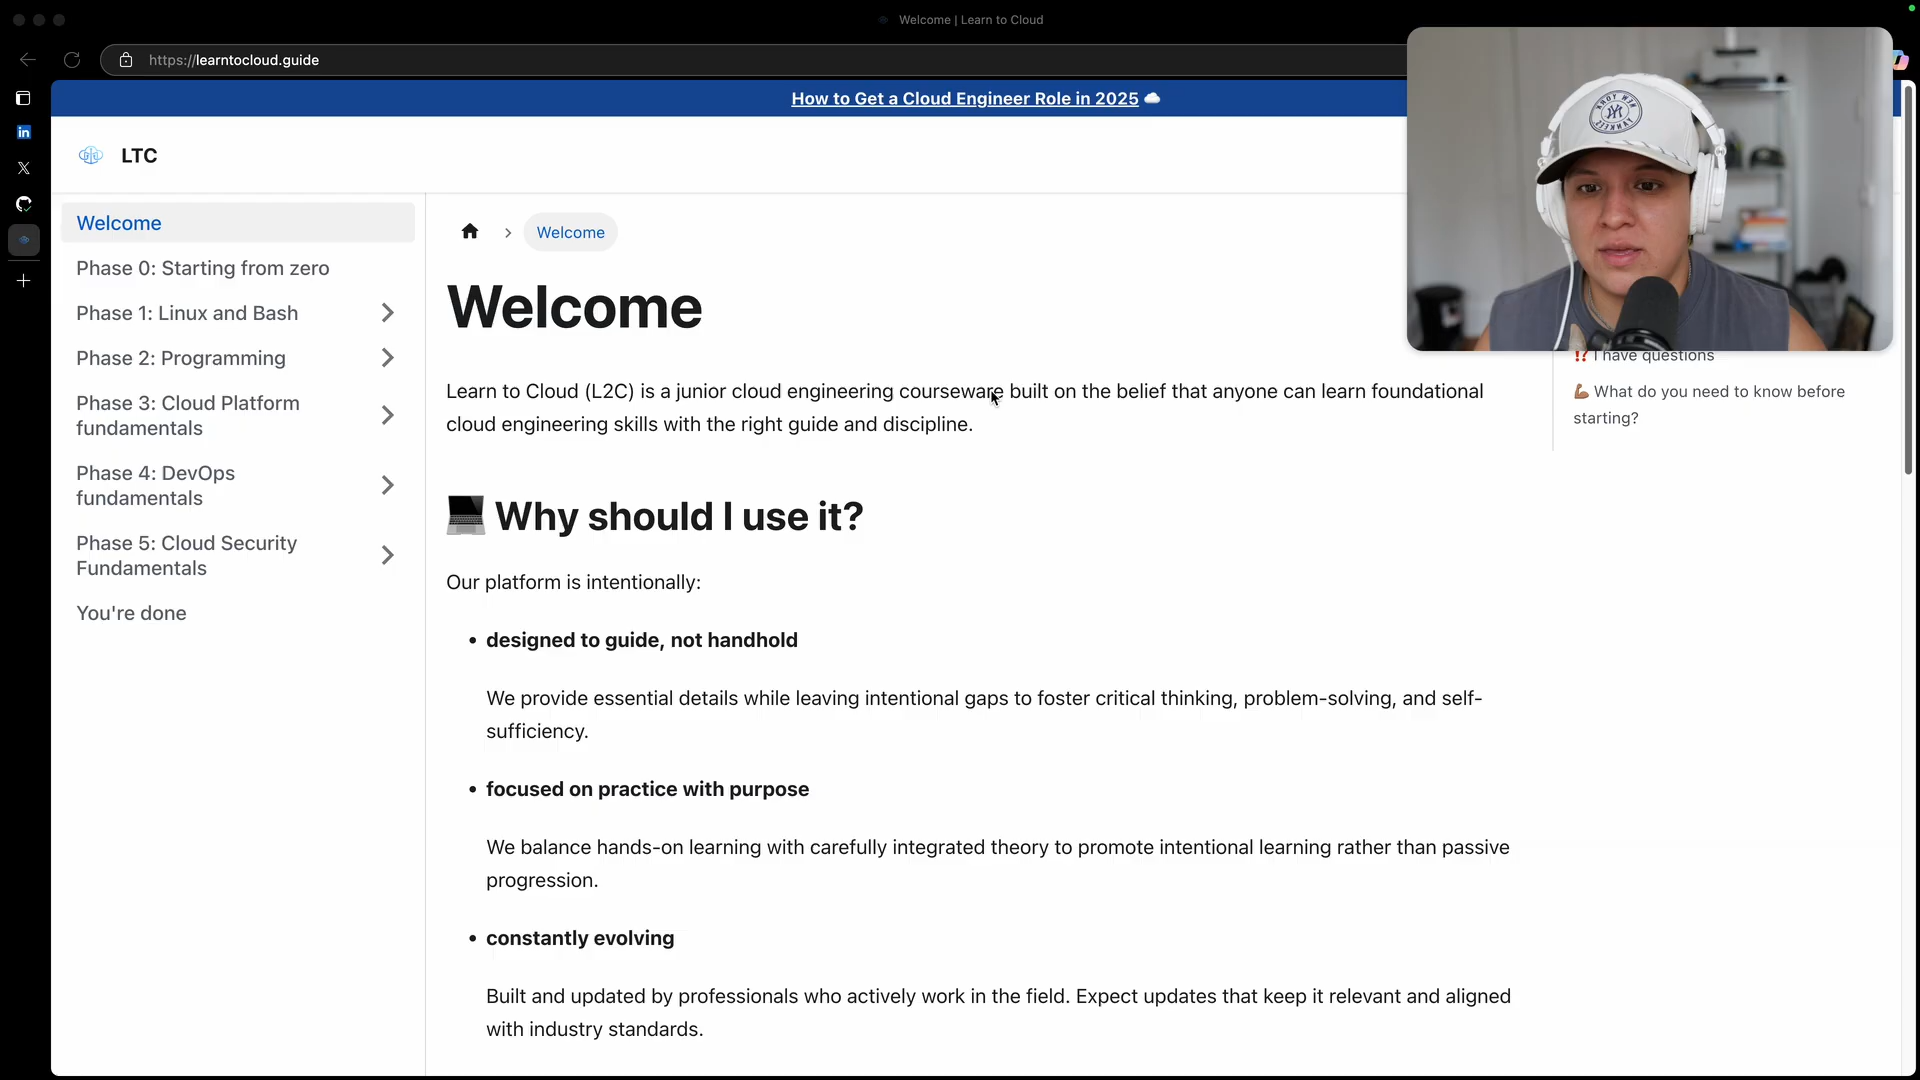 Welcome | Learn to Cloud
https://learntocloud.guide
How to Get a Cloud Engineer Role in 2025
LTC
Welcome
Phase 0: Starting from zero
Phase 1: Linux and Bash
Phase 2: Programming
Phase 3: Cloud Platform
fundamentals
Phase 4: DevOps
fundamentals
Phase 5: Cloud Security
Fundamentals
You're done
Welcome
Welcome
Learn to Cloud (L2C) is a junior cloud engineering courseware built on the belief that anyone can learn foundational
cloud engineering skills with the right guide and discipline.
Why should I use it?
Our platform is intentionally:
• designed to guide, not handhold
We provide essential details while leaving intentional gaps to foster critical thinking, problem-solving, and self-
sufficiency.
• focused on practice with purpose
We balance hands-on learning with carefully integrated theory to promote intentional learning rather than passive
progression.
• constantly evolving
Built and updated by professionals who actively work in the field. Expect updates that keep it relevant and aligned
with industry standards.
⁉️ I have questions
💪🏽 What do you need to know before
starting?
NEW YORK
YANKEES